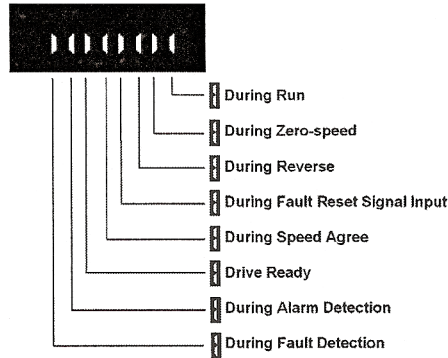 During Run
During Zero-speed
During Reverse
During Fault Reset Signal Input
During Speed Agree
Drive Ready
During Alarm Detection
During Fault Detection